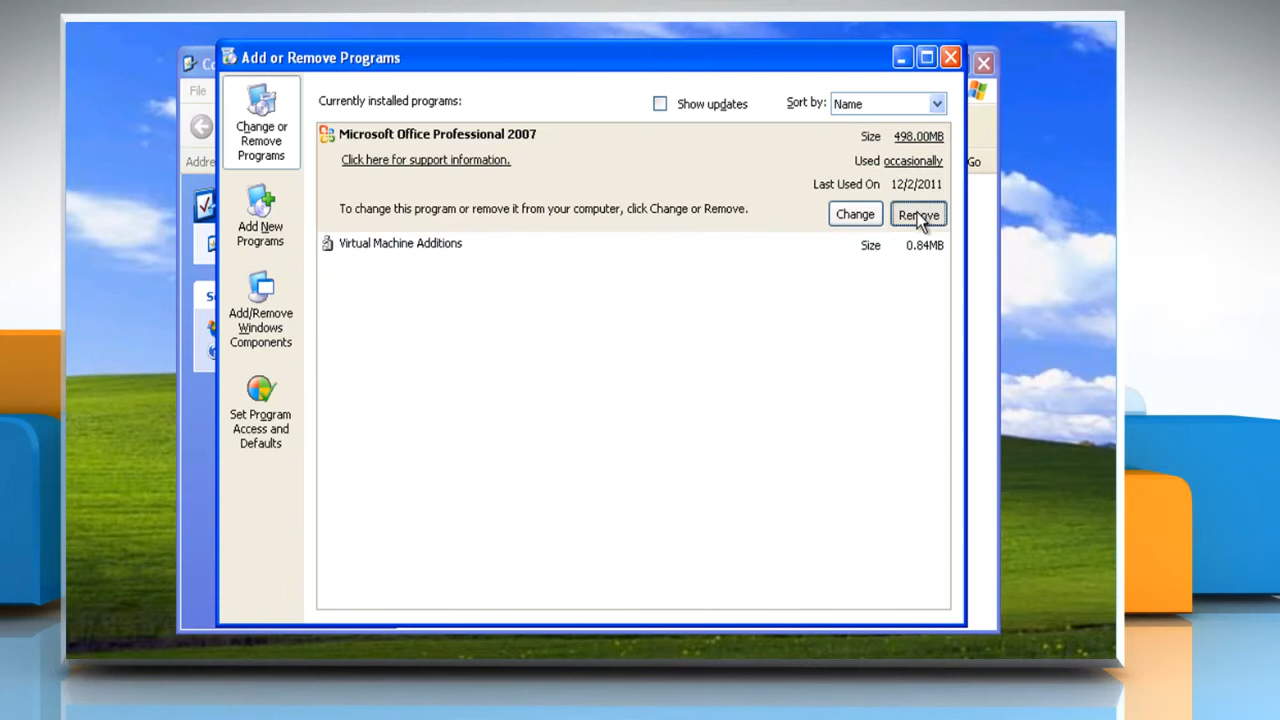 Add or Remove Programs
File
Addre
Go
Change or
Remove
Programs
Add New
Programs
Add/Remove
Windows
Components
Set Program
Access and
Defaults
Currently installed programs:
Show updates
Sort by:
Name
Microsoft Office Professional 2007
Size 498.00MB
Click here for support information.
Used occasionally
Last Used On 12/2/2011
To change this program or remove it from your computer, click Change or Remove.
Change
Remove
Virtual Machine Additions
Size 0.84MB